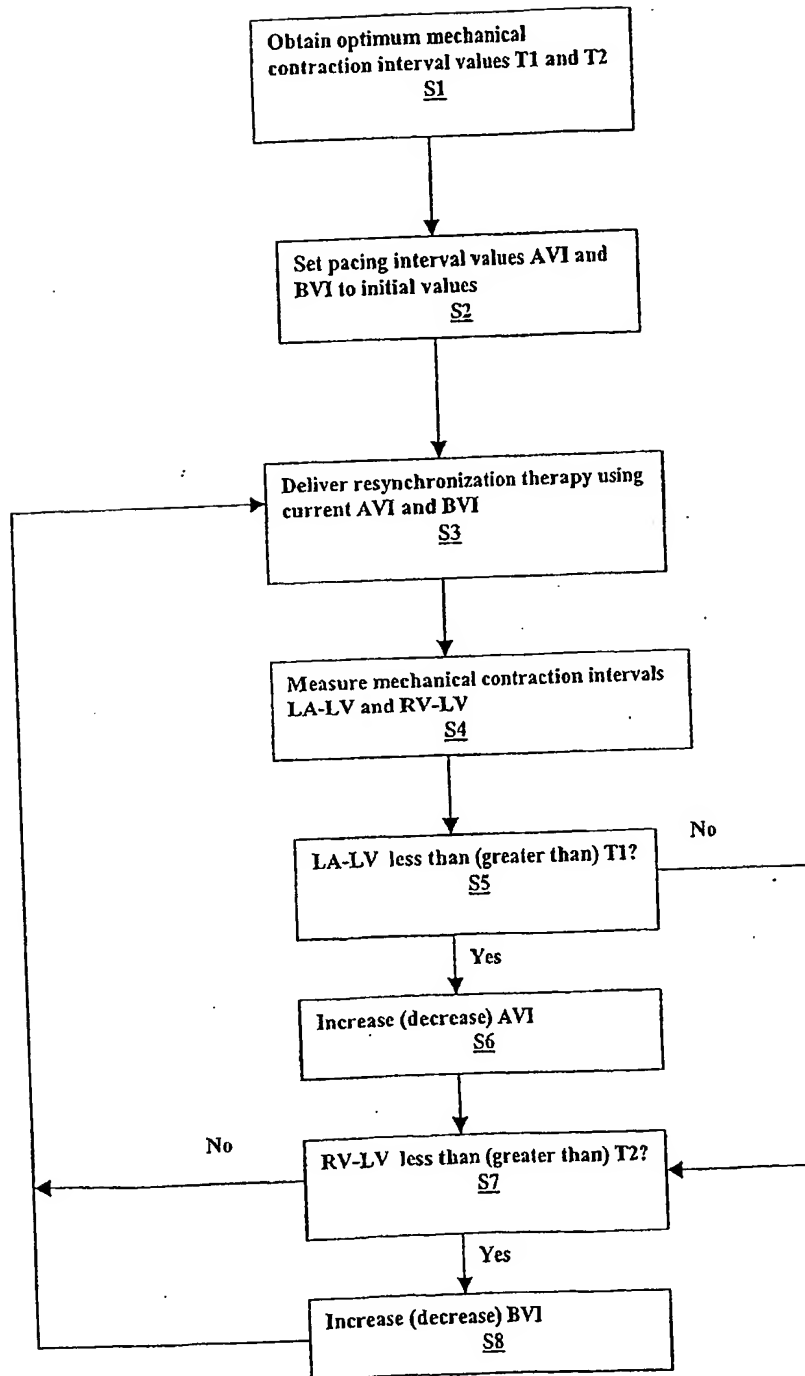 Obtain optimum mechanical
contraction interval values T1 and T2
S1
Set pacing interval values AVI and
BVI to initial values
S2
Deliver resynchronization therapy using
current AVI and BVI
S3
Measure mechanical contraction intervals
LA-LV and RV-LV
S4
LA-LV less than (greater than) T1?
S5
No
Yes
Increase (decrease) AVI
S6
No
RV-LV less than (greater than) T2?
S7
Yes
Increase (decrease) BVI
S8